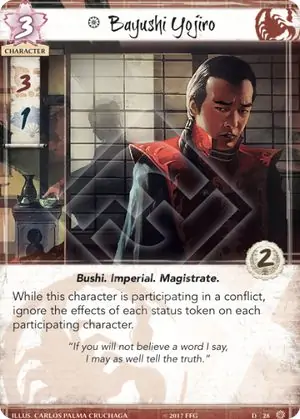 3
Bayushi Yojiro
CHARACTER
3
1
2
Bushi. Imperial. Magistrate.
While this character is participating in a conflict,
ignore the effects of each status token on each
participating character.
"If you will not believe a word I say,
I may as well tell the truth."
ILLUS. CARLOS PALMA CRUCHAGA © 2017 FFG D 28